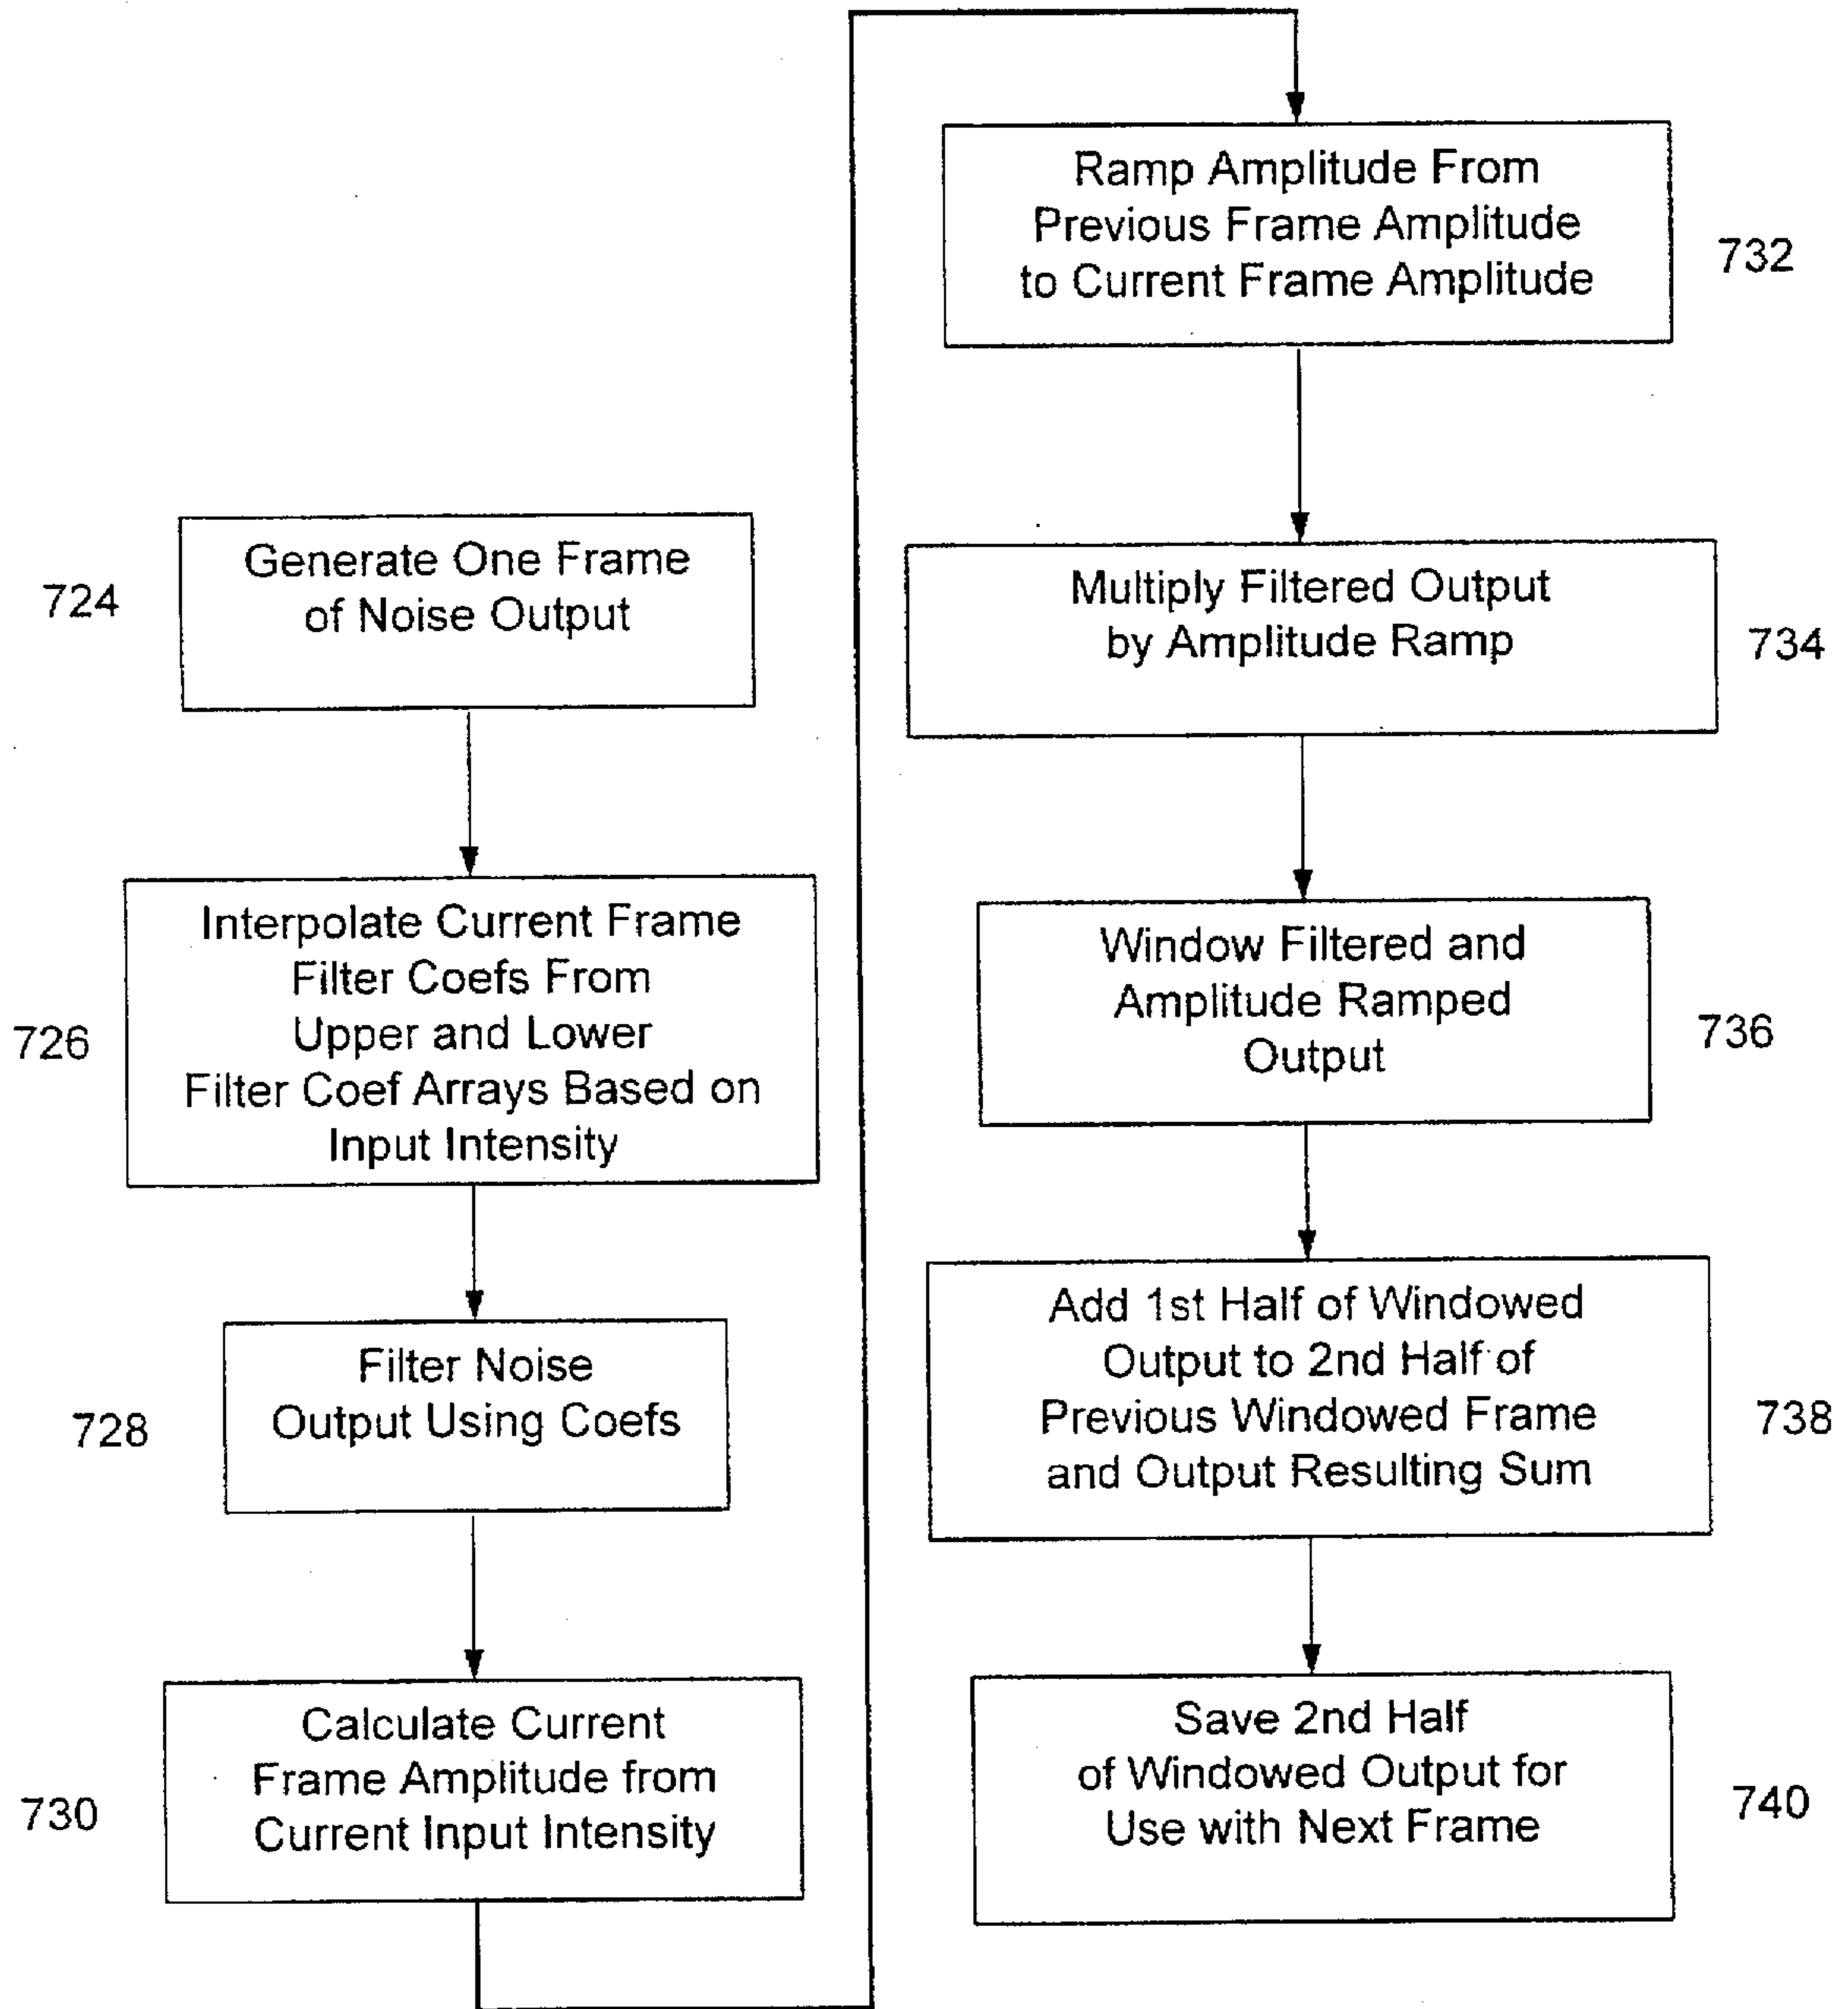 724
Generate One Frame
of Noise Output
726
Interpolate Current Frame
Filter Coefs From
Upper and Lower
Filter Coef Arrays Based on
Input Intensity
728
Filter Noise
Output Using Coefs
730
Calculate Current
Frame Amplitude from
Current Input Intensity
Ramp Amplitude From
Previous Frame Amplitude
to Current Frame Amplitude
732
Multiply Filtered Output
by Amplitude Ramp
734
Window Filtered and
Amplitude Ramped
Output
736
Add 1st Half of Windowed
Output to 2nd Half of
Previous Windowed Frame
and Output Resulting Sum
738
Save 2nd Half
of Windowed Output for
Use with Next Frame
740